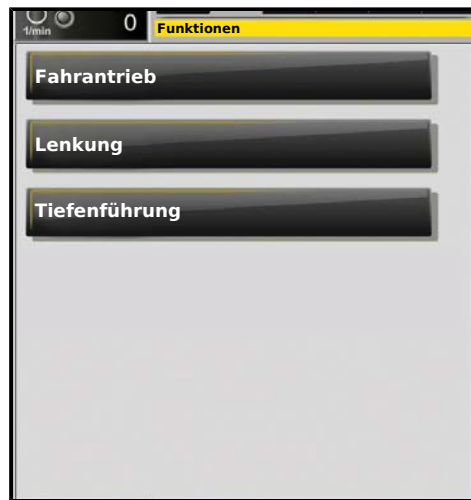 1/min
0
Funktionen
Fahrantrieb
Lenkung
Tiefenführung